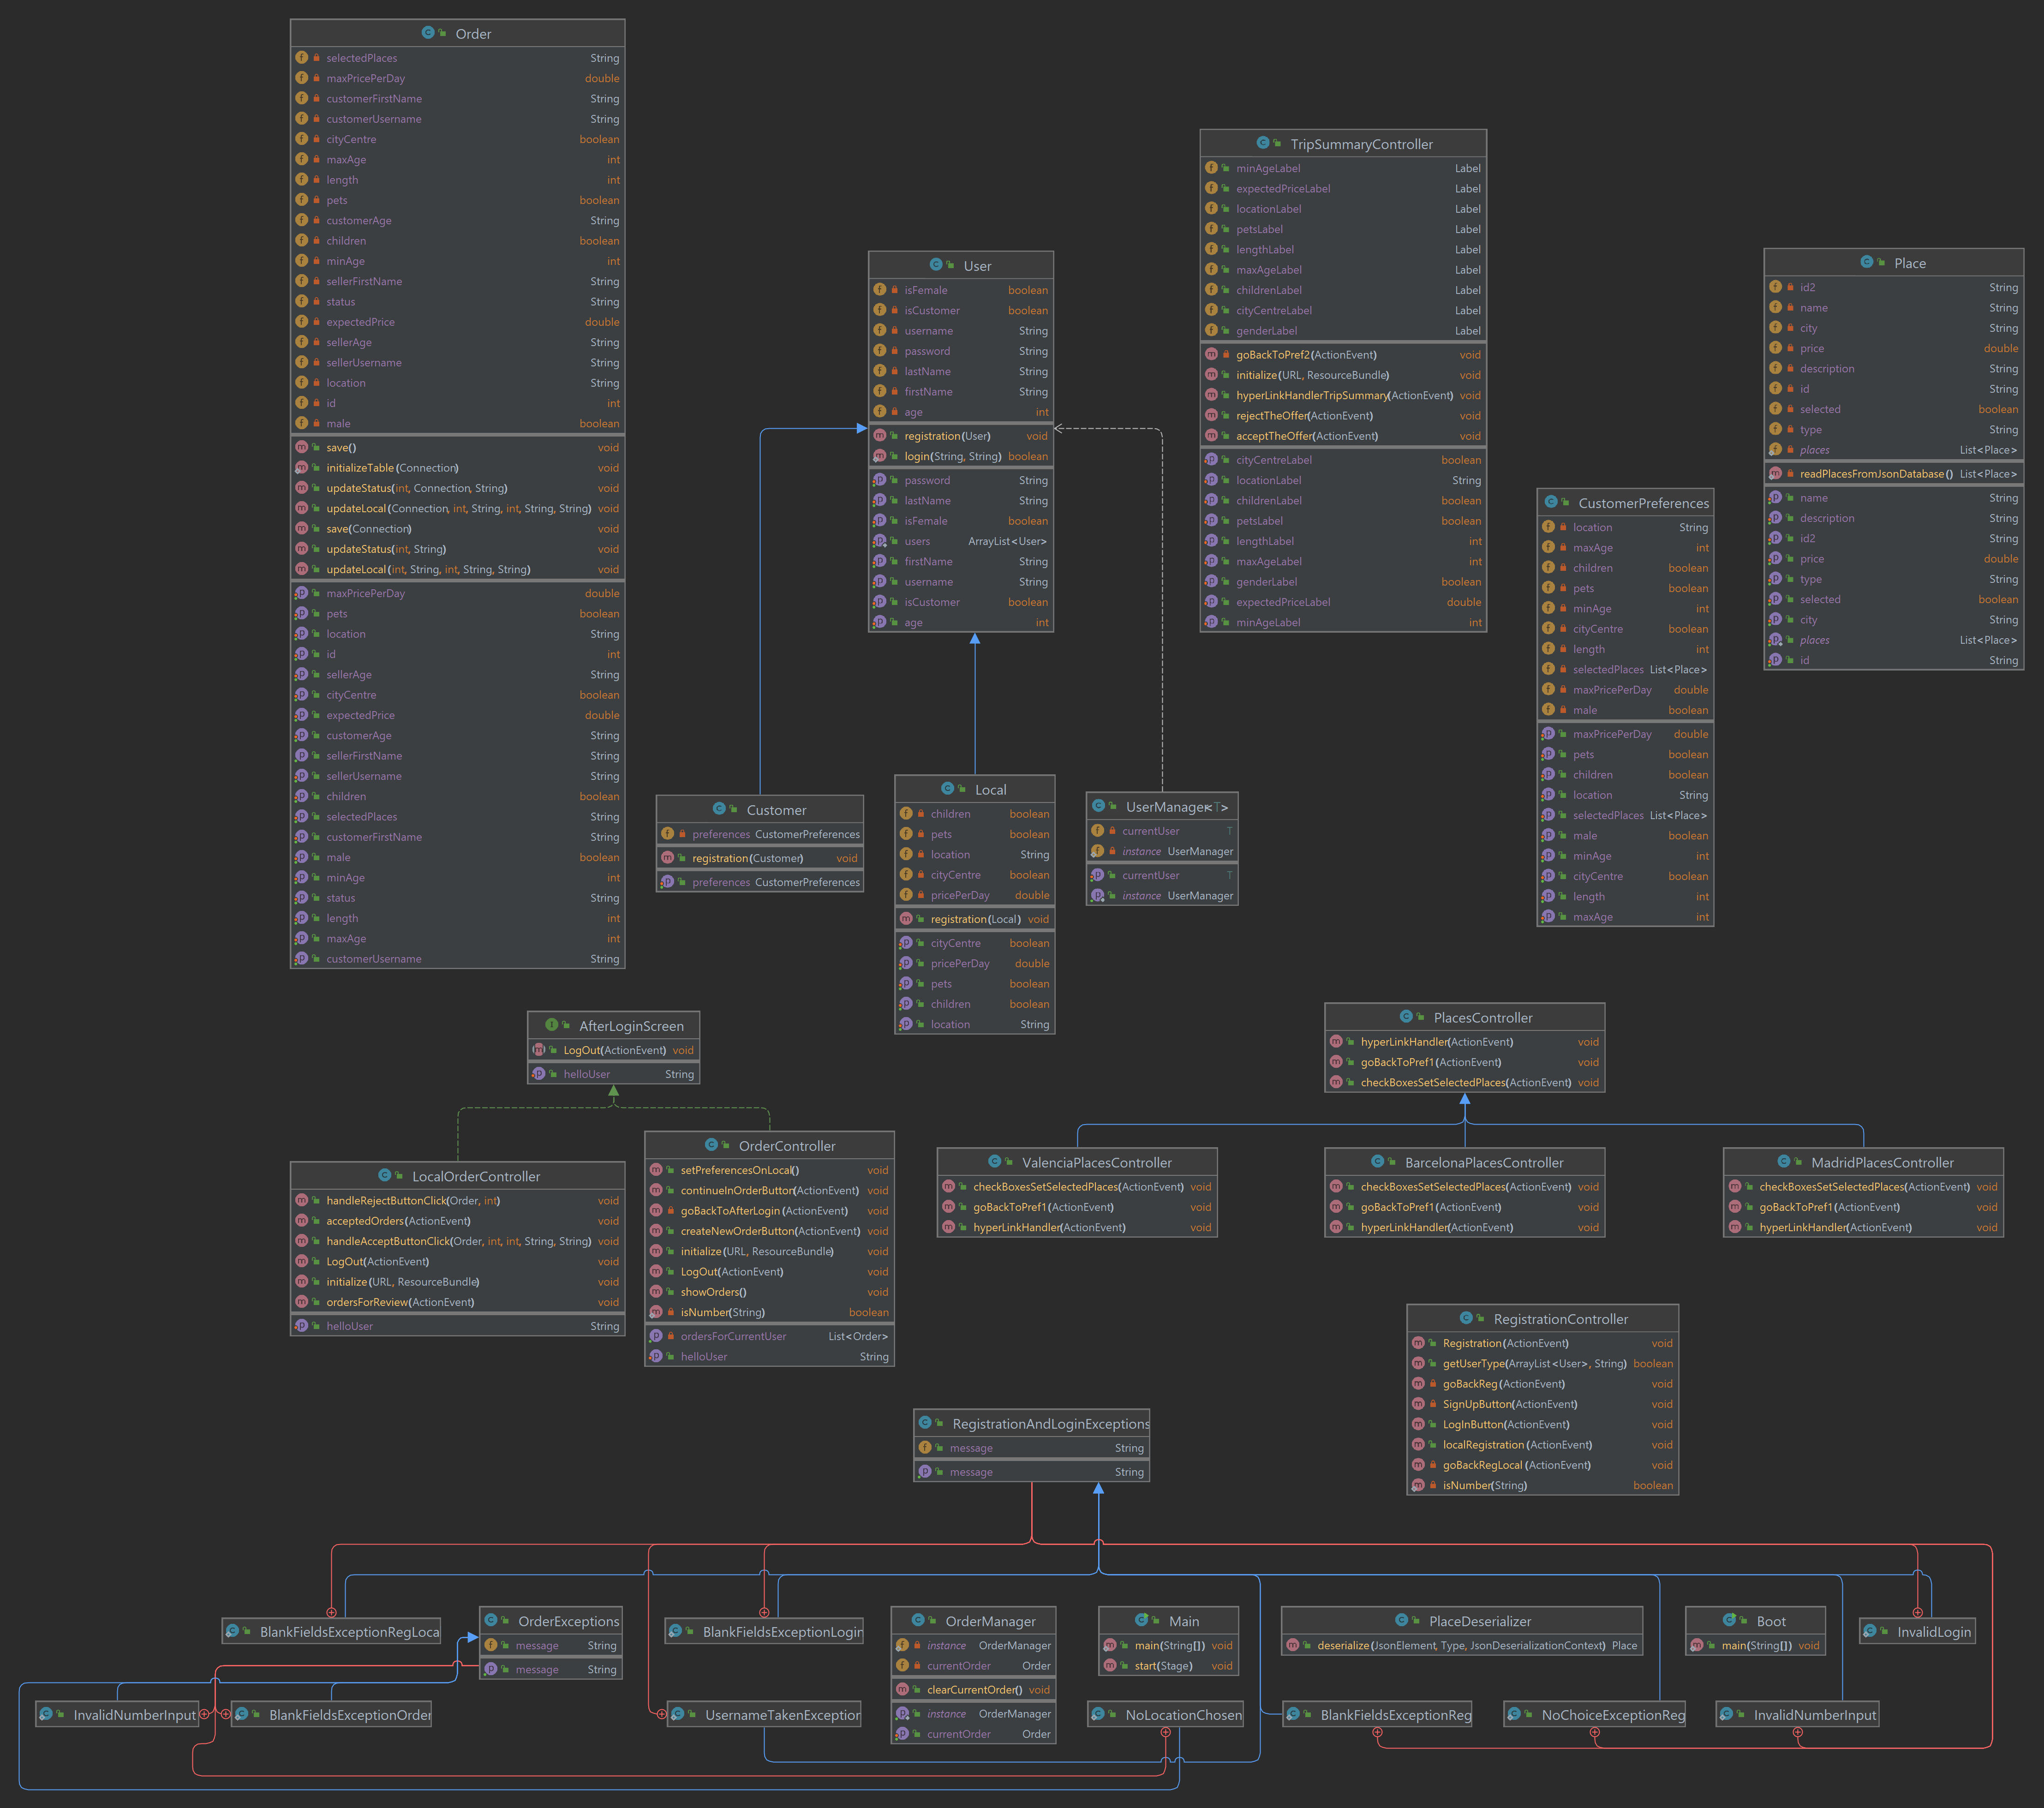 Order
selectedPlaces String
maxPricePerDay double
customerFirstName String
customerUsername String
cityCentre boolean
maxAge int
length int
pets boolean
customerAge String
children boolean
minAge int
sellerFirstName String
status String
expectedPrice double
sellerAge String
sellerUsername String
location String
id int
male boolean
save() void
initializeTable(Connection) void
updateStatus(int, Connection, String) void
updateLocal(Connection, int, String, int, String, String) void
save(Connection) void
updateStatus(int, String) void
updateLocal(int, String, int, String, String) void
maxPricePerDay double
pets boolean
location String
id int
sellerAge String
cityCentre boolean
expectedPrice double
customerAge String
sellerFirstName String
sellerUsername String
children boolean
selectedPlaces String
customerFirstName String
male boolean
minAge int
status String
length int
maxAge int
customerUsername String
User
isFemale boolean
isCustomer boolean
username String
password String
lastName String
firstName String
age int
registration(User) void
login(String, String) boolean
password String
lastName String
isFemale boolean
users ArrayList<User>
firstName String
username String
isCustomer boolean
age int
TripSummaryController
minAgeLabel Label
expectedPriceLabel Label
locationLabel Label
petsLabel Label
lengthLabel Label
maxAgeLabel Label
childrenLabel Label
cityCentreLabel Label
genderLabel Label
goBackToPref2(ActionEvent) void
initialize(URL, ResourceBundle) void
hyperLinkHandlerTripSummary(ActionEvent) void
rejectTheOffer(ActionEvent) void
acceptTheOffer(ActionEvent) void
cityCentreLabel boolean
locationLabel String
childrenLabel boolean
petsLabel boolean
lengthLabel int
maxAgeLabel int
genderLabel boolean
expectedPriceLabel double
minAgeLabel int
Place
id2 String
name String
city String
price double
description String
id String
selected boolean
type String
places List<Place>
readPlacesFromJsonDatabase() List<Place>
name String
description String
id2 String
price double
type String
selected boolean
city String
places List<Place>
id String
CustomerPreferences
location String
maxAge int
children boolean
pets boolean
minAge int
cityCentre boolean
length int
selectedPlaces List<Place>
maxPricePerDay double
male boolean
maxPricePerDay double
pets boolean
children boolean
location String
selectedPlaces List<Place>
male boolean
minAge int
cityCentre boolean
length int
maxAge int
Customer
preferences CustomerPreferences
registration(Customer) void
preferences CustomerPreferences
Local
children boolean
pets boolean
location String
cityCentre boolean
pricePerDay double
registration(Local) void
cityCentre boolean
pricePerDay double
pets boolean
children boolean
location String
UserManager<T>
currentUser T
instance UserManager
currentUser T
instance UserManager
AfterLoginScreen
LogOut(ActionEvent) void
helloUser String
LocalOrderController
handleRejectButtonClick(Order, int) void
acceptedOrders(ActionEvent) void
handleAcceptButtonClick(Order, int, int, String, String) void
LogOut(ActionEvent) void
initialize(URL, ResourceBundle) void
ordersForReview(ActionEvent) void
helloUser String
OrderController
setPreferencesOnLocal() void
continueInOrderButton(ActionEvent) void
goBackToAfterLogin(ActionEvent) void
createNewOrderButton(ActionEvent) void
initialize(URL, ResourceBundle) void
LogOut(ActionEvent) void
showOrders() void
isNumber(String) boolean
ordersForCurrentUser List<Order>
helloUser String
PlacesController
hyperLinkHandler(ActionEvent) void
goBackToPref1(ActionEvent) void
checkBoxesSetSelectedPlaces(ActionEvent) void
ValenciaPlacesController
checkBoxesSetSelectedPlaces(ActionEvent) void
goBackToPref1(ActionEvent) void
hyperLinkHandler(ActionEvent) void
BarcelonaPlacesController
checkBoxesSetSelectedPlaces(ActionEvent) void
goBackToPref1(ActionEvent) void
hyperLinkHandler(ActionEvent) void
MadridPlacesController
checkBoxesSetSelectedPlaces(ActionEvent) void
goBackToPref1(ActionEvent) void
hyperLinkHandler(ActionEvent) void
RegistrationController
Registration(ActionEvent) void
getUserType(ArrayList<User>, String) boolean
goBackReg(ActionEvent) void
SignUpButton(ActionEvent) void
LogInButton(ActionEvent) void
localRegistration(ActionEvent) void
goBackRegLocal(ActionEvent) void
isNumber(String) boolean
RegistrationAndLoginExceptions
message String
message String
BlankFieldsExceptionRegLoca
OrderExceptions
message String
message String
BlankFieldsExceptionLogin
OrderManager
instance OrderManager
currentOrder Order
clearCurrentOrder() void
instance OrderManager
currentOrder Order
Main
main(String[]) void
start(Stage) void
PlaceDeserializer
deserialize(JsonElement, Type, JsonDeserializationContext) Place
Boot
main(String[]) void
InvalidLogin
InvalidNumberInput
BlankFieldsExceptionOrder
UsernameTakenException
NoLocationChosen
BlankFieldsExceptionReg
NoChoiceExceptionReg
InvalidNumberInput